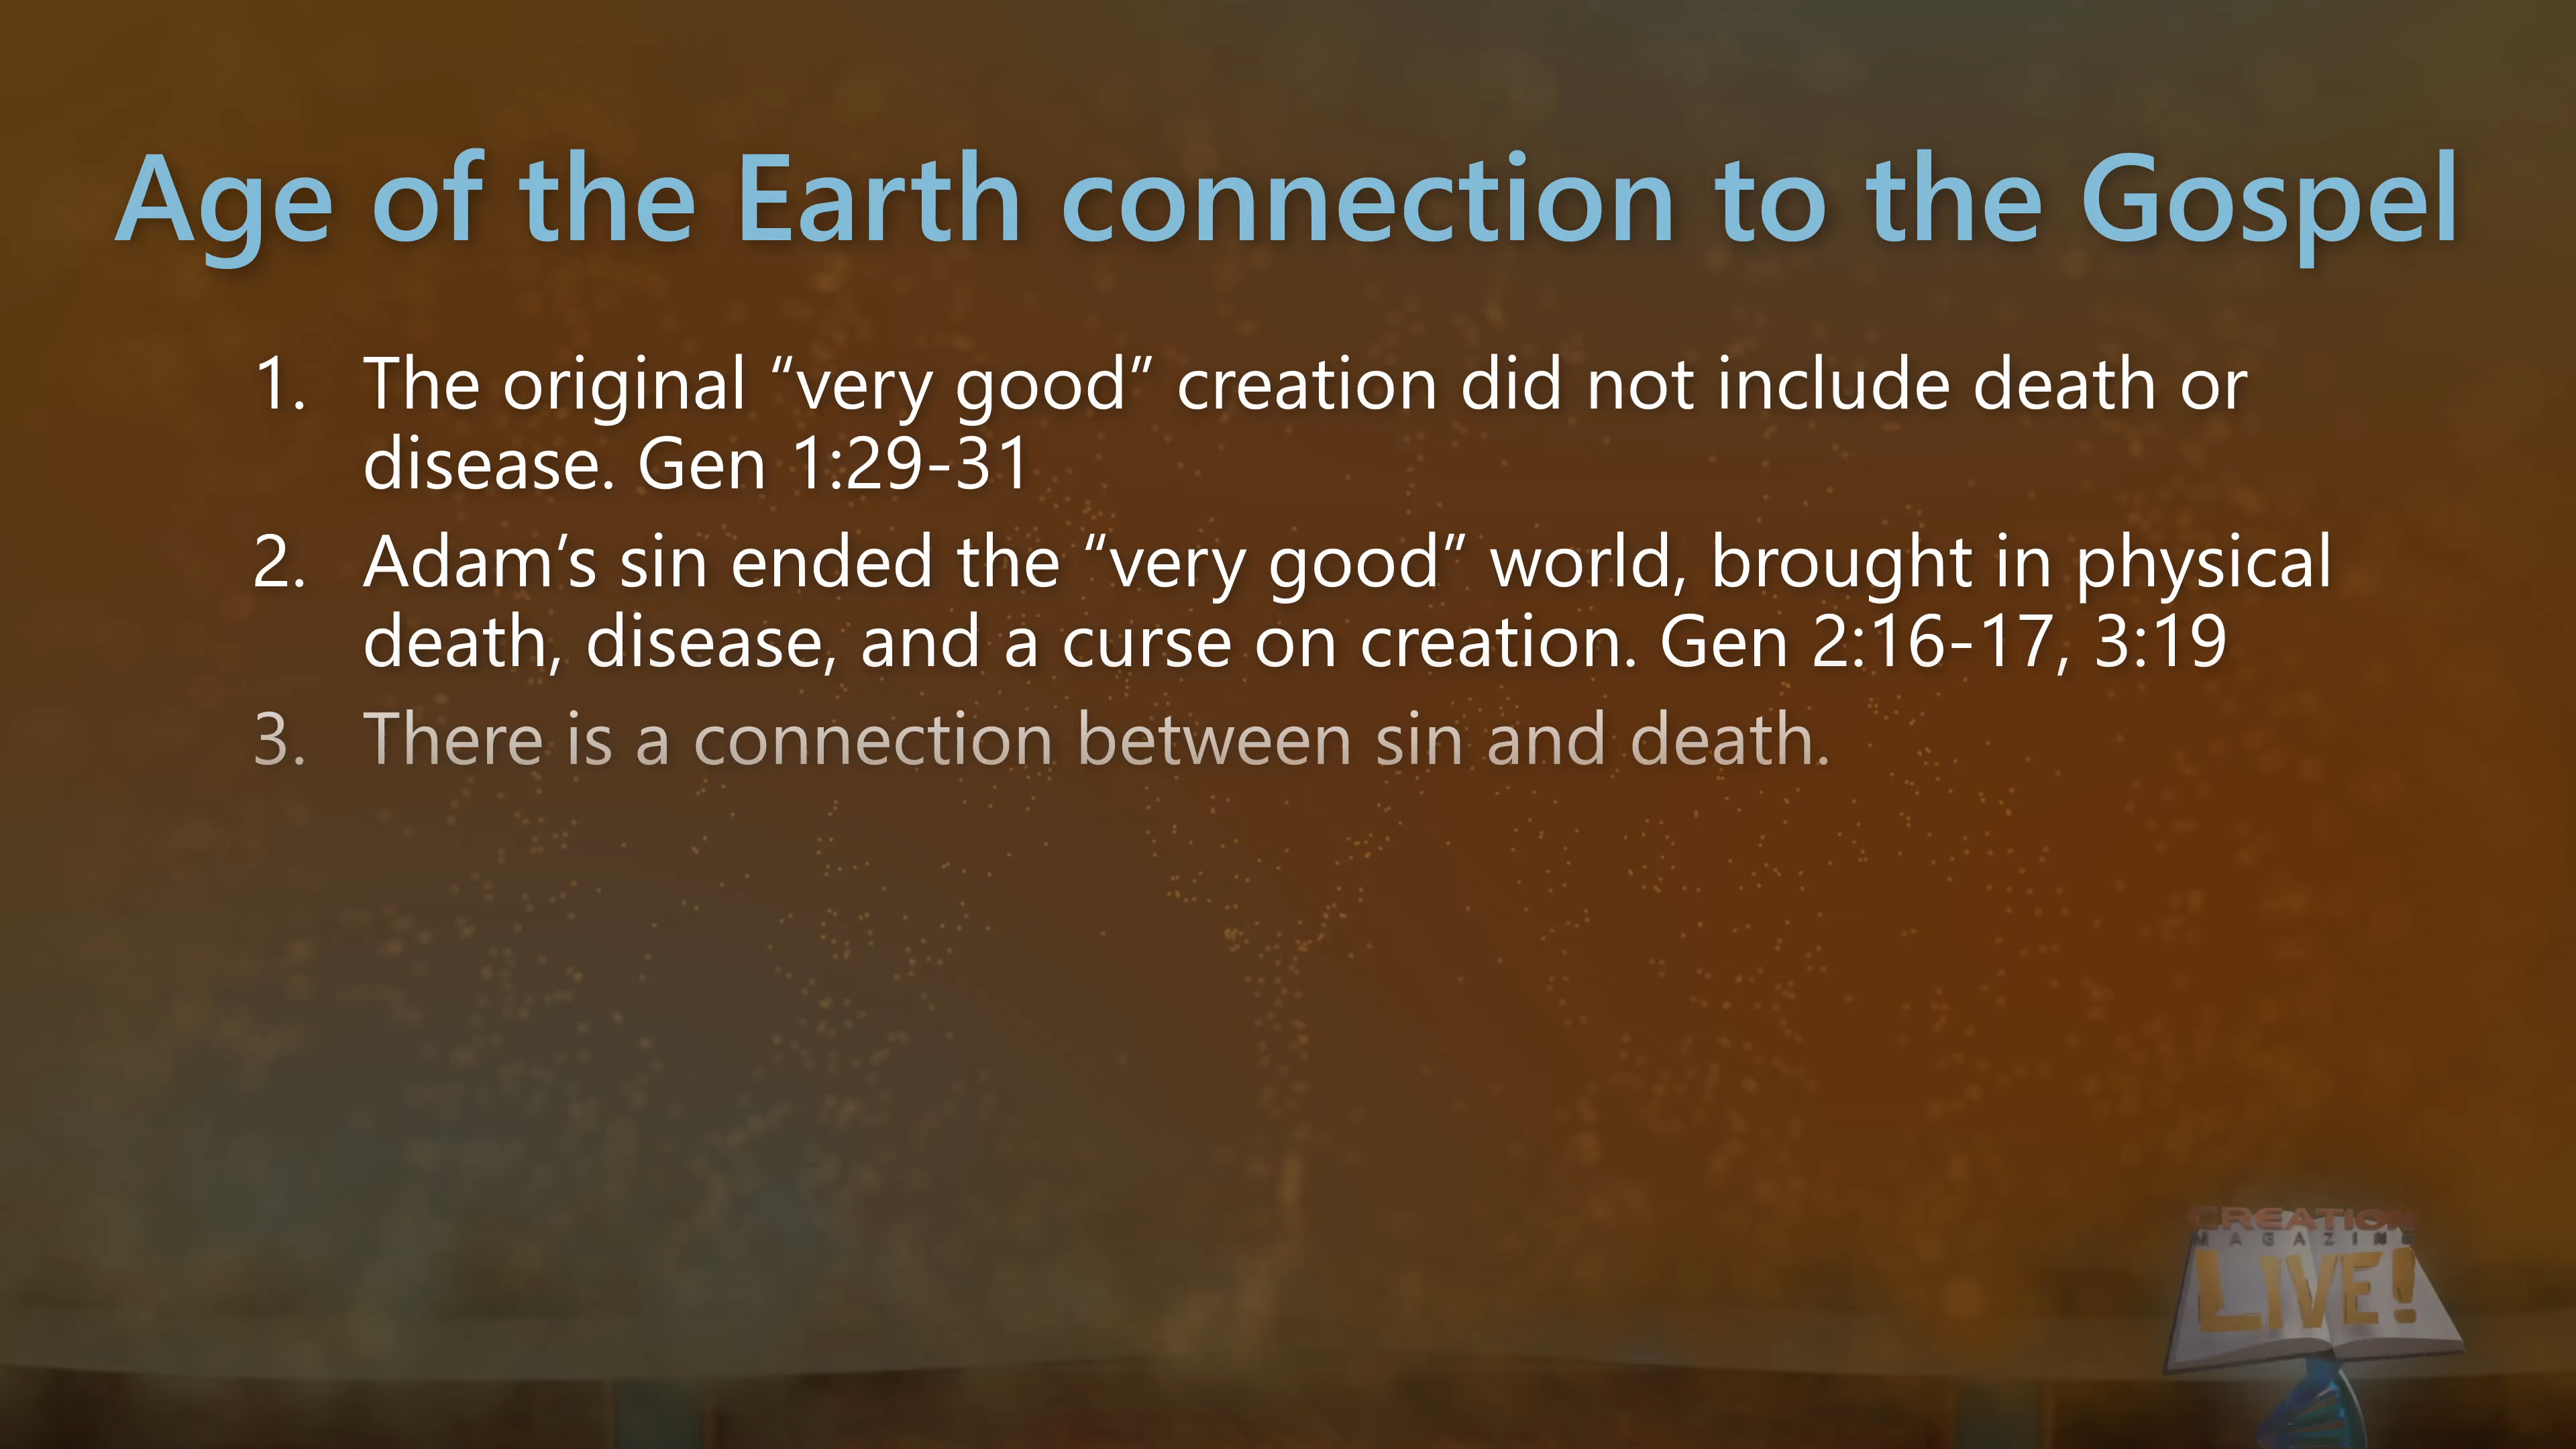 Age of the Earth connection to the Gospel
1. The original “very good” creation did not include death or
disease. Gen 1:29-31
2. Adam’s sin ended the “very good” world, brought in physical
death, disease, and a curse on creation. Gen 2:16-17, 3:19
3. There is a connection between sin and death.
CREATION
MAGAZINE
LIVE!